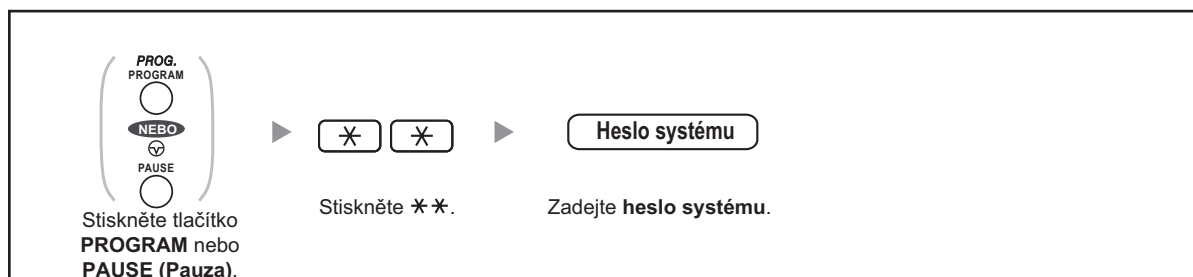 PROG.
PROGRAM
NEBO
PAUSE
Stiskněte tlačítko
PROGRAM nebo
PAUSE (Pauza).
✳ ✳
Stiskněte ✳✳.
Heslo systému
Zadejte heslo systému.